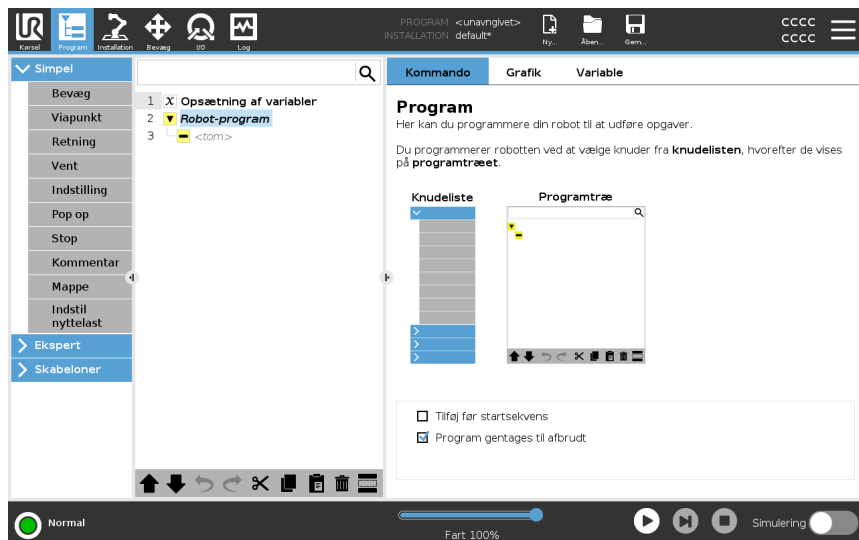 PROGRAM <unavngivet>
INSTALLATION default*
UR
Kørsel
Program
Installation
Bevæg
I/O
Log
Ny...
Åben...
Gem...
CCCC
CCCC
Simpel
Bevæg
Viapunkt
Retning
Vent
Indstilling
Pop op
Stop
Kommentar
Mappe
Indstil
nyttelast
Ekspert
Skabeloner
1 X Opsætning af variabler
2 Robot-program
3 <tom>
Kommando Grafik Variable
Program
Her kan du programmere din robot til at udføre opgaver.
Du programmerer robotten ved at vælge knuder fra knudelisten, hvorefter de vises
på programtræet.
Knudeliste
Programtræ
Tilføj før startsekvens
Program gentages til afbrudt
Normal
Fart 100%
Simulering